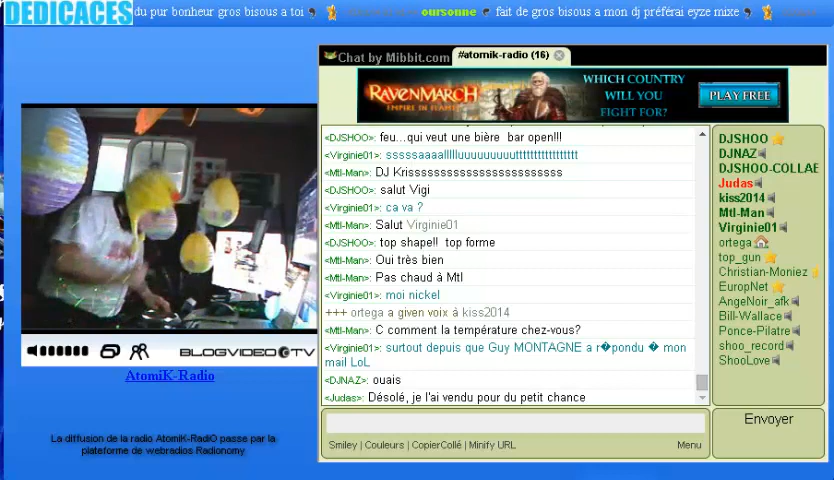 DEDICACES du pur bonheur gros bisous a toi oursonne fait de gros bisous a mon dj préférai eyze mixe
Chat by Mibbit.com #atomik-radio (16)
RAVENMARCH
EMPIRE IN FLAMES
WHICH COUNTRY
WILL YOU
FIGHT FOR?
PLAY FREE
<DJSHOO>: feu...qui veut une bière bar open!!!
<Virginie01>: sssssaaaallllluuuuuuuuutttttttttttttttttt
<Mtl-Man>: DJ Krisssssssssssssssssssssssss
<DJSHOO>: salut Vigi
<Virginie01>: ca va ?
<Mtl-Man>: Salut Virginie01
<DJSHOO>: top shape!! top forme
<Mtl-Man>: Oui très bien
<Mtl-Man>: Pas chaud à Mtl
<Virginie01>: moi nickel
+++ ortega a given voix à kiss2014
<Mtl-Man>: C comment la température chez-vous?
<Virginie01>: surtout depuis que Guy MONTAGNE a r�pondu � mon
mail LoL
<DJNAZ>: ouais
<Judas>: Désolé, je l'ai vendu pour du petit chance
DJSHOO
DJNAZ
DJSHOO-COLLAB
Judas
kiss2014
Mtl-Man
Virginie01
ortega
top_gun
Christian-Moniez
EuropNet
AngeNoir_afk
Bill-Wallace
Ponce-Pilatre
shoo_record
ShooLove
Smiley | Couleurs | CopierCollé | Minify URL Menu
Envoyer
BLOGVIDEO TV
AtomiK-Radio
La diffusion de la radio AtomiK-RadiO passe par la
plateforme de webradios Radionomy